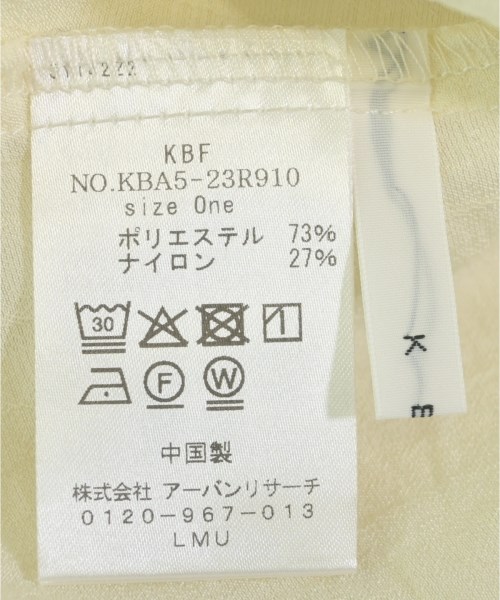 KBF
NO.KBA5-23R910
size One
ポリエステル 73%
ナイロン 27%
30
F W
中国製
株式会社 アーバンリサーチ
0120-967-013
LMU
K
B